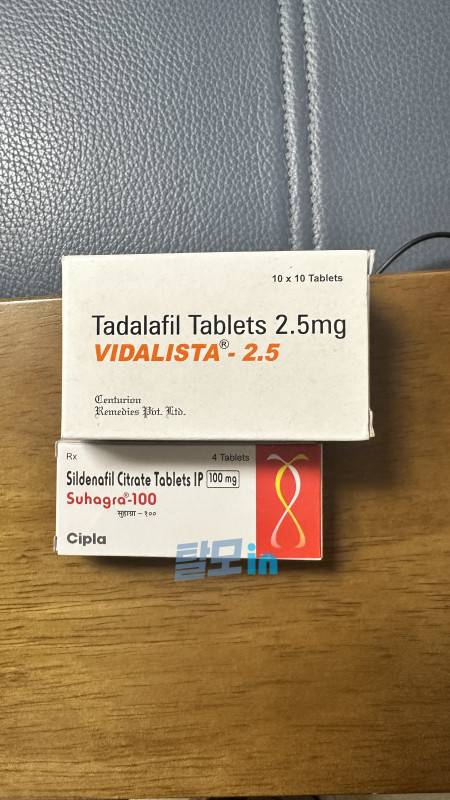 10 x 10 Tablets
Tadalafil Tablets 2.5mg
VIDALISTA®- 2.5
Centurion
Remedies Pvt. Ltd.
Rx
4 Tablets
Sildenafil Citrate Tablets IP 100 mg
Suhagra®-100
सुहाग्रा – १००
Cipla
탈모in